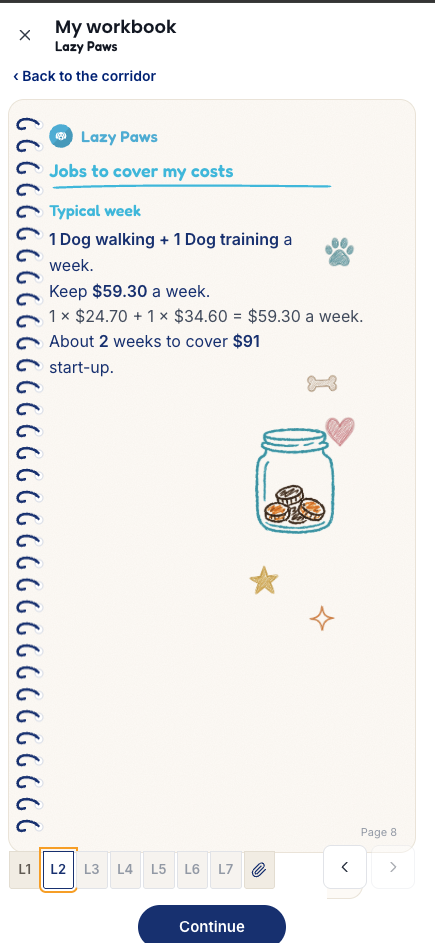 My workbook
Lazy Paws
‹ Back to the corridor
Lazy Paws
Jobs to cover my costs
Typical week
1 Dog walking + 1 Dog training a
week.
Keep $59.30 a week.
1 × $24.70 + 1 × $34.60 = $59.30 a week.
About 2 weeks to cover $91
start-up.
Page 8
L1 L2 L3 L4 L5 L6 L7
Continue